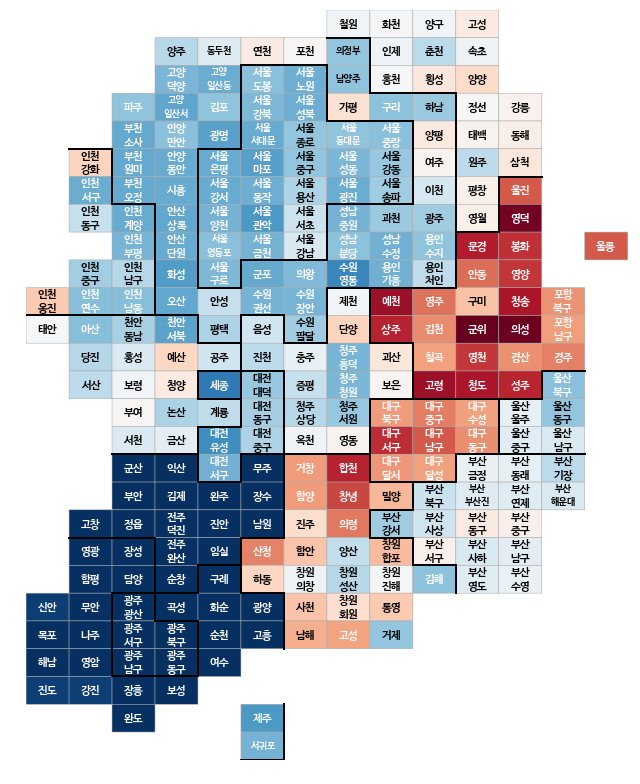 철원 화천 양구 고성
양주 동두천 연천 포천 의정부 인제 춘천 속초
고양 덕양 고양 일산동 서울 도봉 서울 노원 남양주 홍천 횡성 양양
파주 고양 일산서 김포 서울 강북 서울 성북 가평 구리 하남 정선 강릉
부천 소사 안양 만안 광명 서울 서대문 서울 종로 서울 동대문 서울 중랑 양평 태백 동해
인천 강화 부천 원미 안양 동안 서울 은평 서울 마포 서울 중구 서울 성동 서울 강동 여주 원주 삼척
인천 서구 부천 오정 시흥 서울 강서 서울 동작 서울 용산 서울 광진 서울 송파 이천 평창 울진
인천 동구 인천 계양 안산 상록 서울 양천 서울 관악 서울 서초 성남 중원 과천 광주 영월 영덕
인천 부평 안산 단원 서울 영등포 서울 금천 서울 강남 성남 분당 성남 수정 용인 수지 문경 봉화 울릉
인천 중구 인천 남구 화성 서울 구로 군포 의왕 수원 영통 용인 기흥 용인 처인 안동 영양
인천 옹진 인천 연수 인천 남동 오산 안성 수원 권선 수원 장안 제천 예천 영주 구미 청송 포항 북구
태안 아산 천안 동남 천안 서북 평택 음성 수원 팔달 단양 상주 김천 군위 의성 포항 남구
당진 홍성 예산 공주 진천 충주 청주 흥덕 괴산 칠곡 영천 경산 경주
서산 보령 청양 세종 대전 대덕 증평 청주 청원 보은 고령 청도 성주 울산 북구
부여 논산 계룡 대전 동구 청주 상당 청주 서원 대구 북구 대구 중구 대구 수성 울산 울주 울산 동구
서천 금산 대전 유성 대전 중구 옥천 영동 대구 서구 대구 남구 대구 동구 울산 중구 울산 남구
군산 익산 대전 서구 무주 거창 합천 대구 달서 대구 달성 부산 금정 부산 동래 부산 기장
부안 김제 완주 장수 함양 창녕 밀양 부산 북구 부산 부산진 부산 연제 부산 해운대
고창 정읍 전주 덕진 진안 남원 진주 의령 부산 강서 부산 사상 부산 동구 부산 중구
영광 장성 전주 완산 임실 산청 함안 양산 창원 합포 부산 서구 부산 사하 부산 남구
함평 담양 순창 구례 하동 창원 의창 창원 성산 창원 진해 김해 부산 영도 부산 수영
신안 무안 광주 광산 곡성 화순 광양 사천 창원 회원 통영
목포 나주 광주 서구 광주 북구 순천 고흥 남해 고성 거제
해남 영암 광주 남구 광주 동구 여수
진도 강진 장흥 보성
완도 제주
서귀포